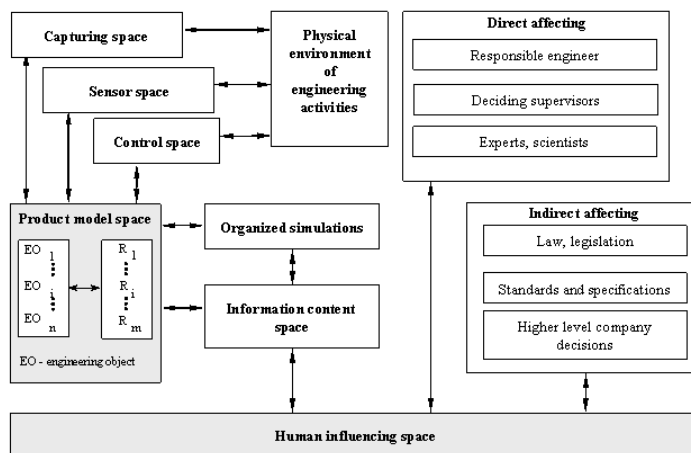 Capturing space
Sensor space
Control space
Physical
environment
of
engineering
activities
Direct affecting
Responsible engineer
Deciding supervisors
Experts, scientists
Product model space
EO 1
EO i
EO n
R 1
R i
R m
EO - engineering object
Organized simulations
Information content
space
Indirect affecting
Law, legislation
Standards and specifications
Higher level company
decisions
Human influencing space